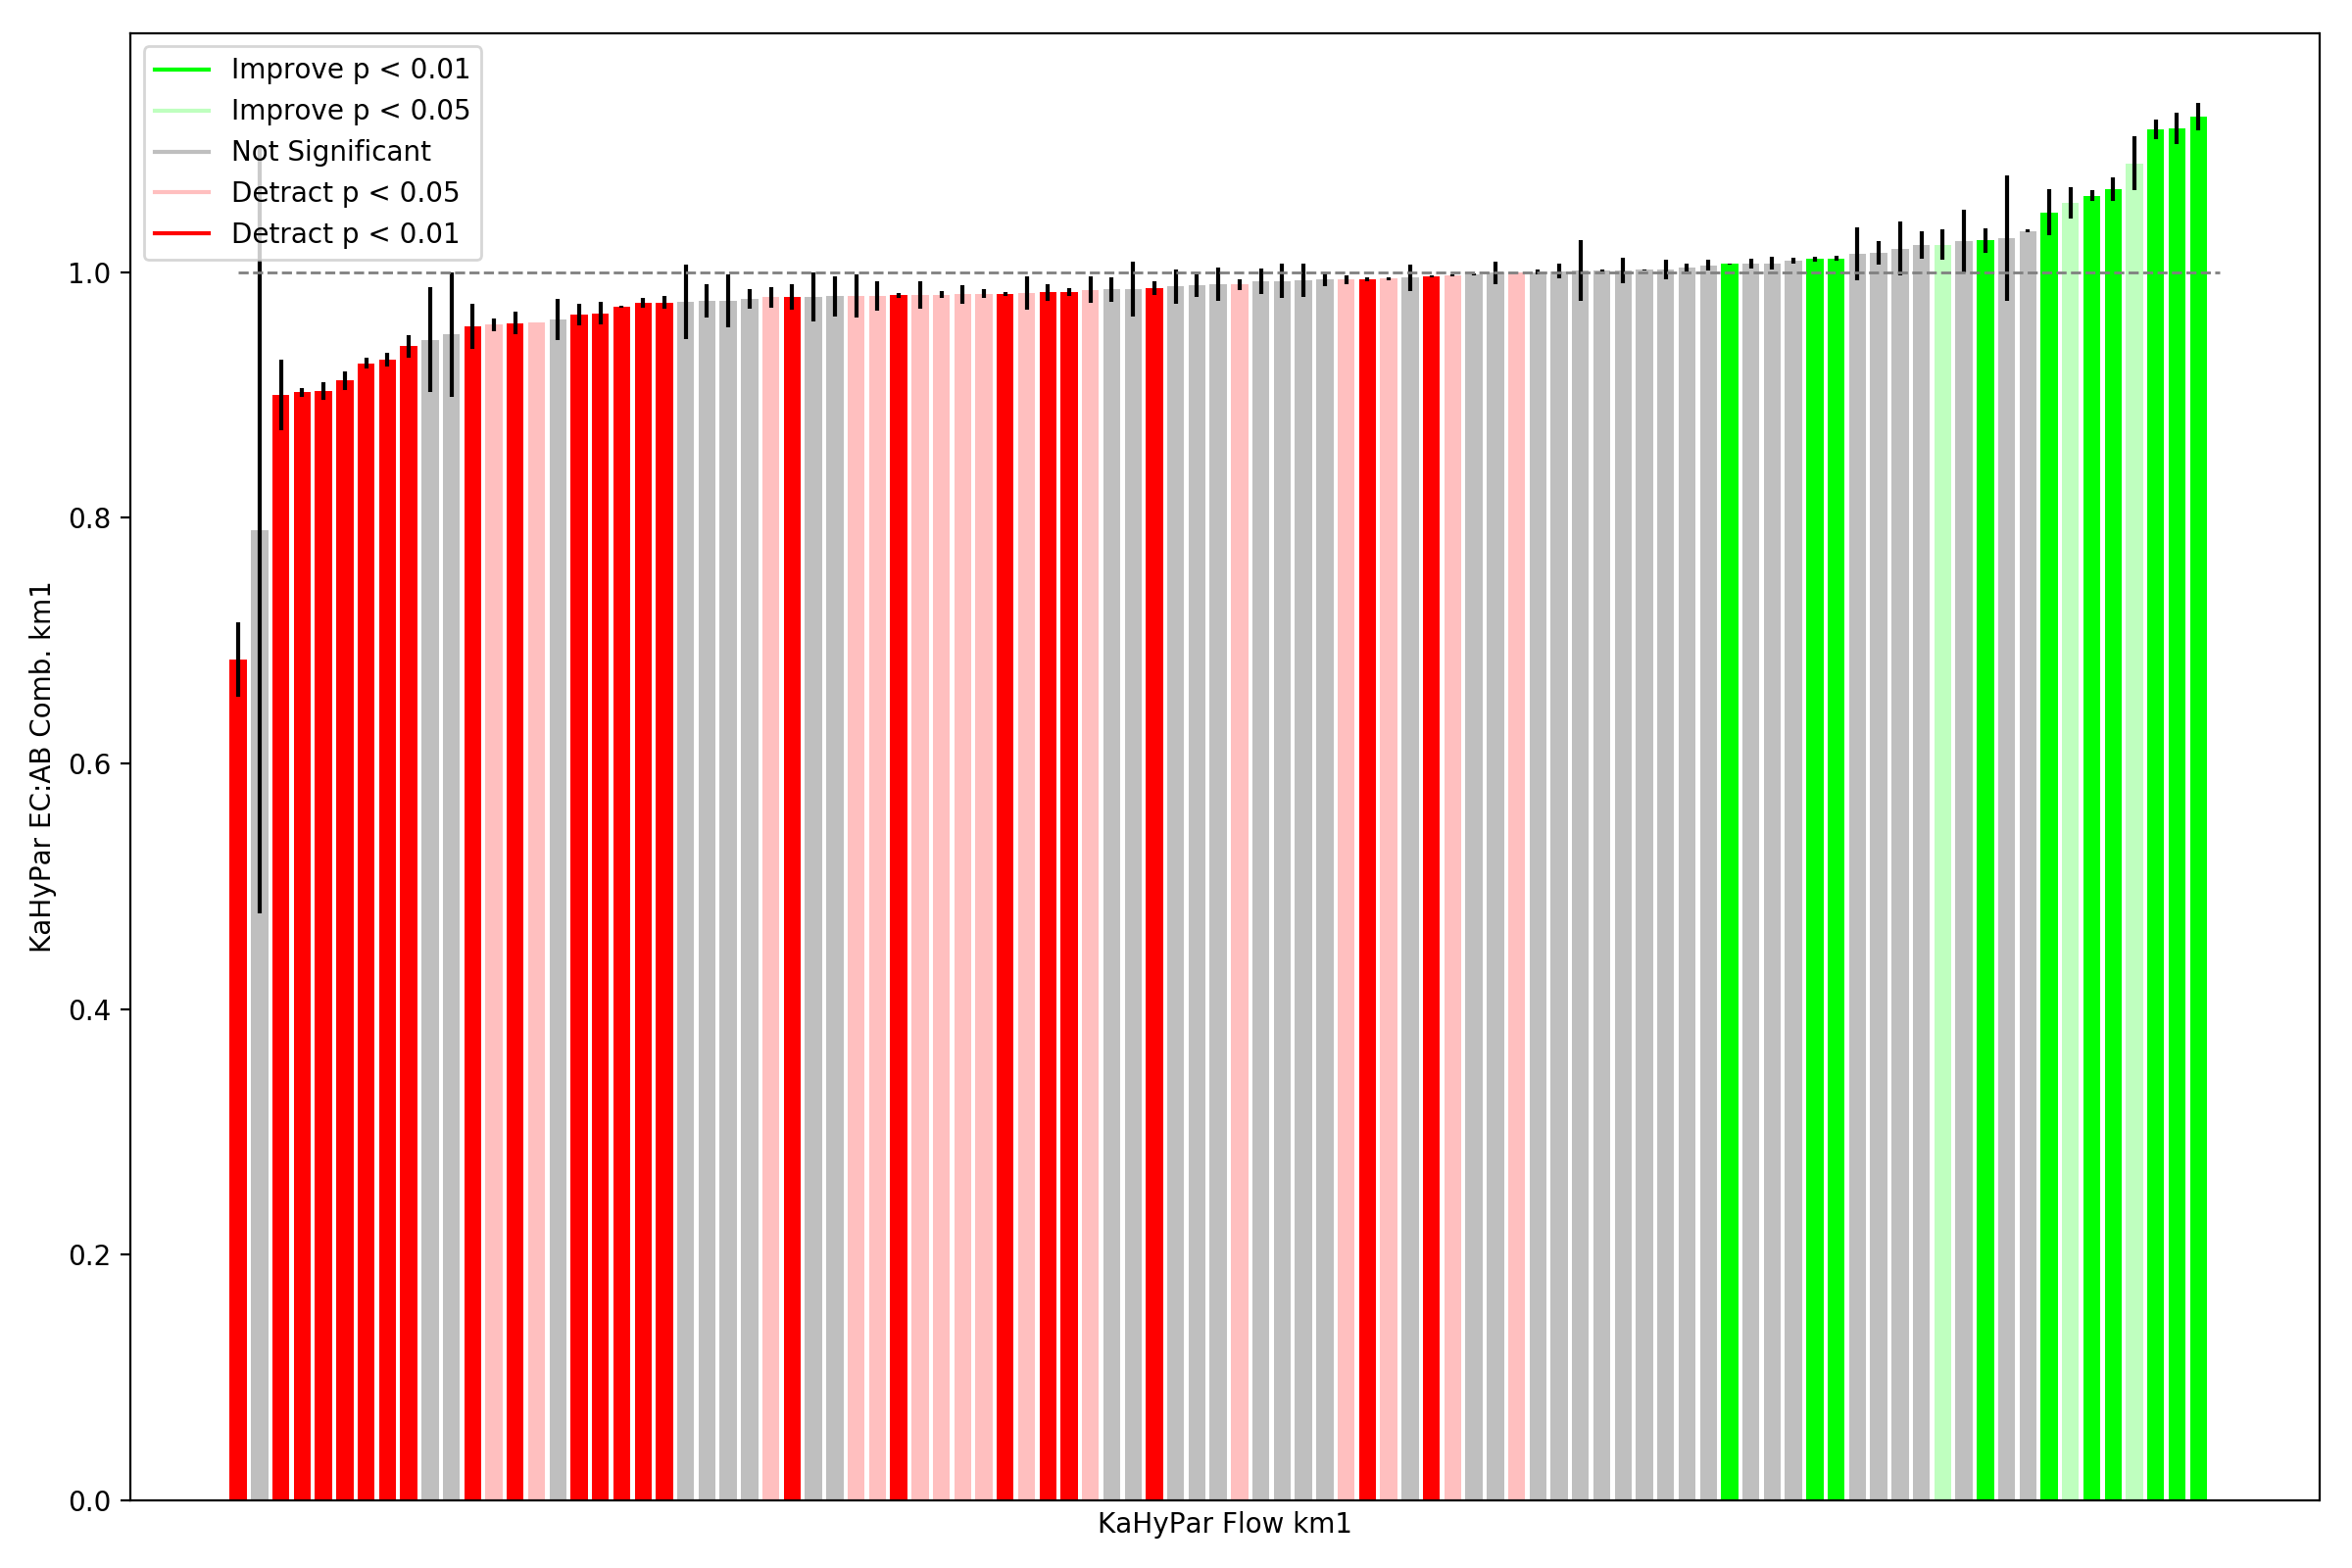 Improve p < 0.01
Improve p < 0.05
Not Significant
Detract p < 0.05
Detract p < 0.01
1.0
0.8
0.6
0.4
0.2
0.0
KaHyPar EC:AB Comb. km1
KaHyPar Flow km1